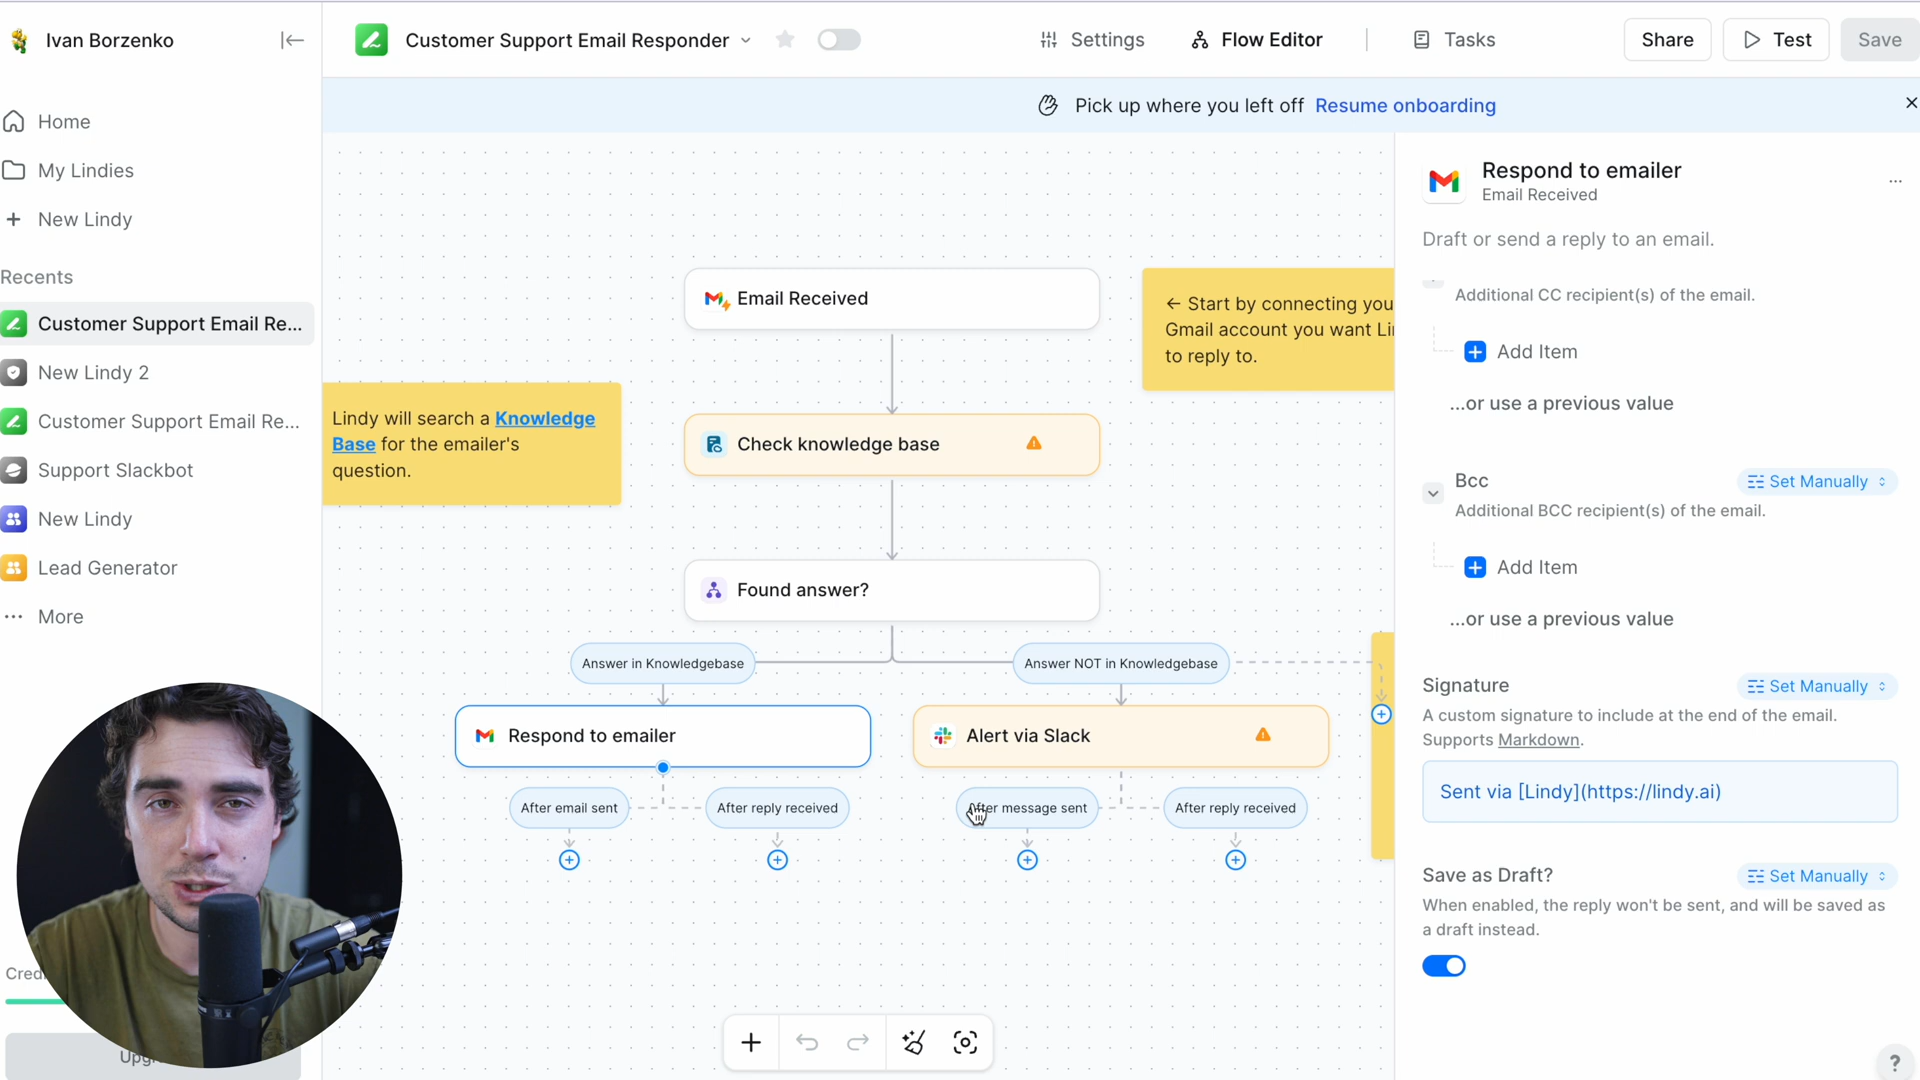 Ivan Borzenko
Customer Support Email Responder
Settings
Flow Editor
Tasks
Share
Test
Save
Pick up where you left off Resume onboarding
Home
My Lindies
New Lindy
Recents
Customer Support Email Re...
New Lindy 2
Customer Support Email Re...
Support Slackbot
New Lindy
Lead Generator
More
Email Received
← Start by connecting you
Gmail account you want Li
to reply to.
Lindy will search a Knowledge
Base for the emailer's
question.
Check knowledge base
Found answer?
Answer in Knowledgebase
Answer NOT in Knowledgebase
Respond to emailer
Alert via Slack
After email sent
After reply received
After message sent
After reply received
Respond to emailer
Email Received
Draft or send a reply to an email.
Additional CC recipient(s) of the email.
Add Item
...or use a previous value
Bcc
Set Manually
Additional BCC recipient(s) of the email.
Add Item
...or use a previous value
Signature
Set Manually
A custom signature to include at the end of the email.
Supports Markdown.
Sent via [Lindy](https://lindy.ai)
Save as Draft?
Set Manually
When enabled, the reply won't be sent, and will be saved as
a draft instead.
?